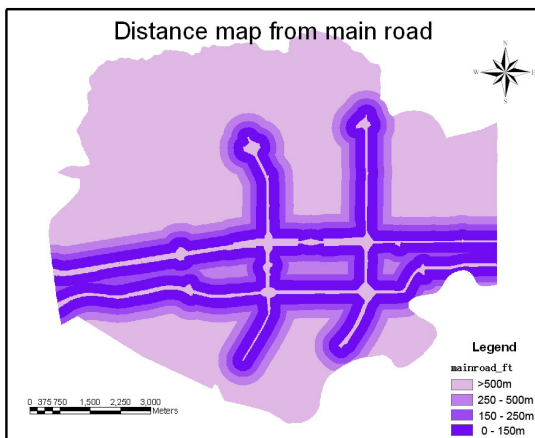 Distance map from main road
N
W E
S
Legend
mainroad_ft
>500m
250 - 500m
150 - 250m
0 - 150m
0 375 750 1,500 2,250 3,000
Meters